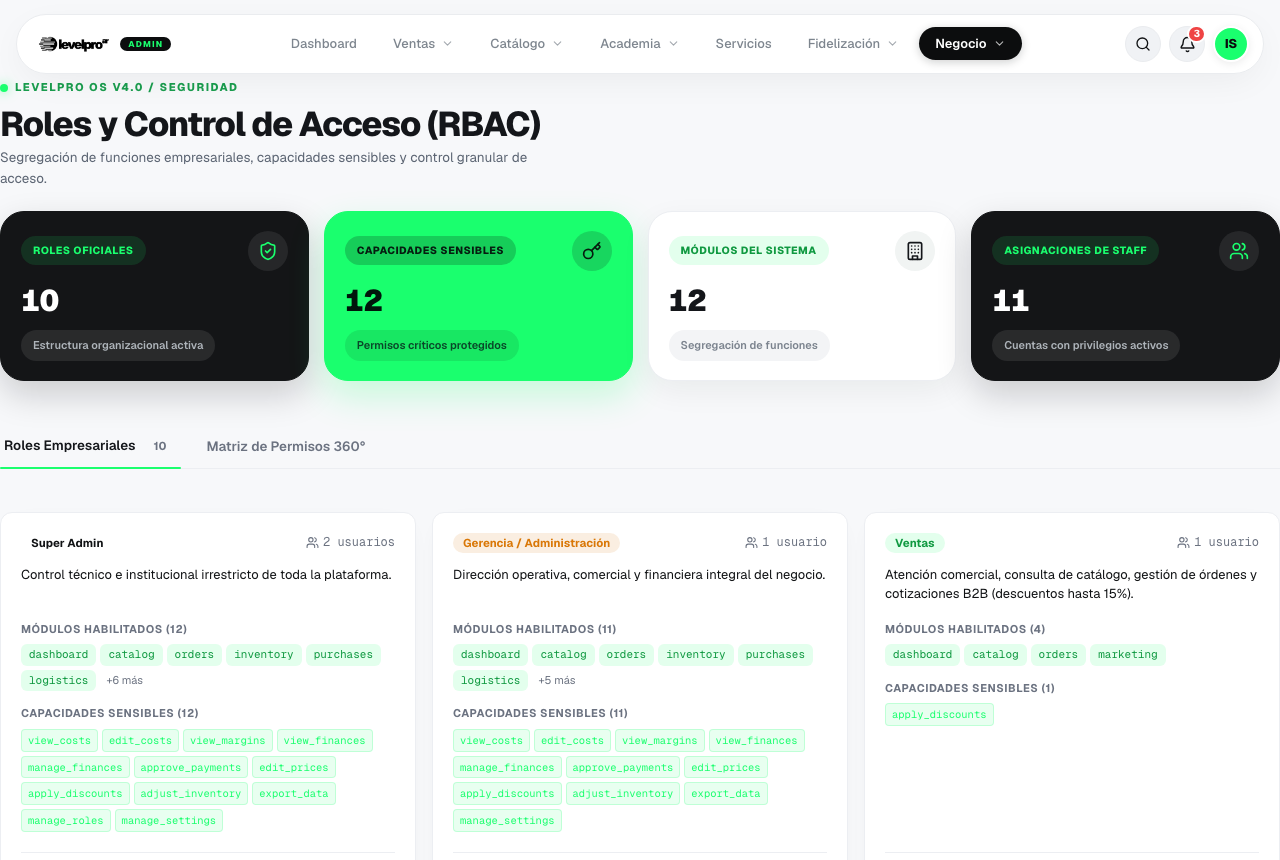 levelpro
ADMIN
Dashboard
Ventas
Catálogo
Academia
Servicios
Fidelización
Negocio
3
IS
LEVELPRO OS V4.0 / SEGURIDAD
Roles y Control de Acceso (RBAC)
Segregación de funciones empresariales, capacidades sensibles y control granular de
acceso.
ROLES OFICIALES
10
Estructura organizacional activa
CAPACIDADES SENSIBLES
12
Permisos críticos protegidos
MÓDULOS DEL SISTEMA
12
Segregación de funciones
ASIGNACIONES DE STAFF
11
Cuentas con privilegios activos
Roles Empresariales 10
Matriz de Permisos 360°
Super Admin
2 usuarios
Control técnico e institucional irrestricto de toda la plataforma.
MÓDULOS HABILITADOS (12)
dashboard catalog orders inventory purchases
logistics +6 más
CAPACIDADES SENSIBLES (12)
view_costs edit_costs view_margins view_finances
manage_finances approve_payments edit_prices
apply_discounts adjust_inventory export_data
manage_roles manage_settings
Gerencia / Administración
1 usuario
Dirección operativa, comercial y financiera integral del negocio.
MÓDULOS HABILITADOS (11)
dashboard catalog orders inventory purchases
logistics +5 más
CAPACIDADES SENSIBLES (11)
view_costs edit_costs view_margins view_finances
manage_finances approve_payments edit_prices
apply_discounts adjust_inventory export_data
manage_settings
Ventas
1 usuario
Atención comercial, consulta de catálogo, gestión de órdenes y
cotizaciones B2B (descuentos hasta 15%).
MÓDULOS HABILITADOS (4)
dashboard catalog orders marketing
CAPACIDADES SENSIBLES (1)
apply_discounts